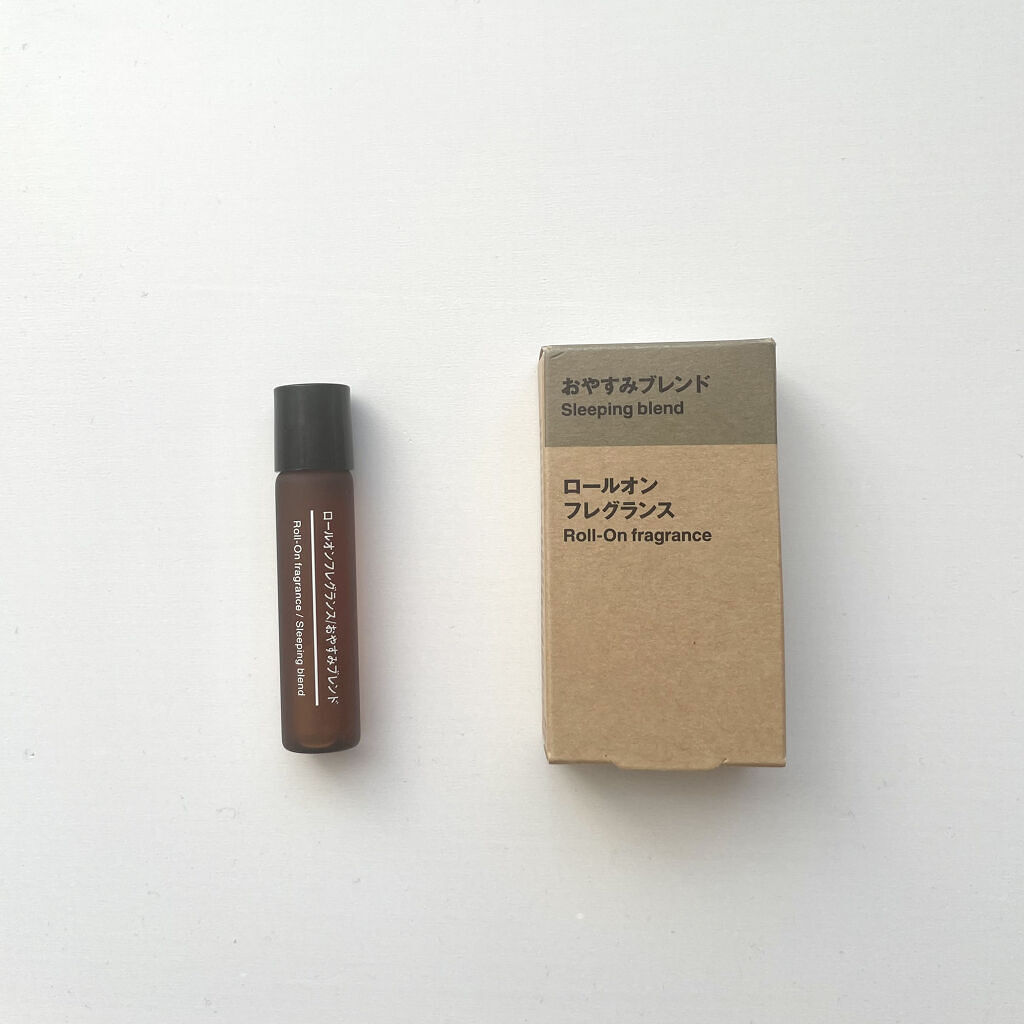 ロールオンフレグランス/おやすみブレンド
Roll-On fragrance / Sleeping blend
おやすみブレンド
Sleeping blend
ロールオン
フレグランス
Roll-On fragrance